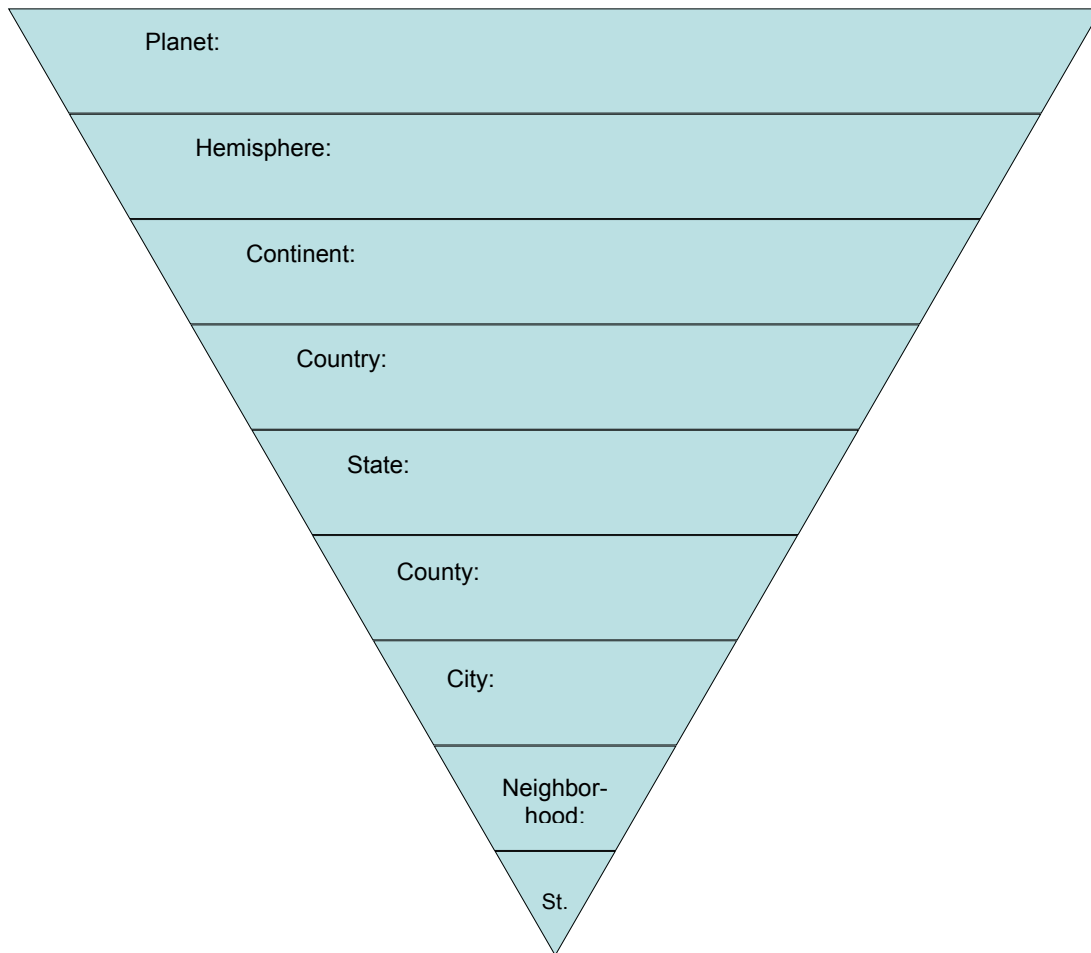 Planet:
Hemisphere:
Continent:
Country:
State:
County:
City:
Neighbor-
hood:
St.